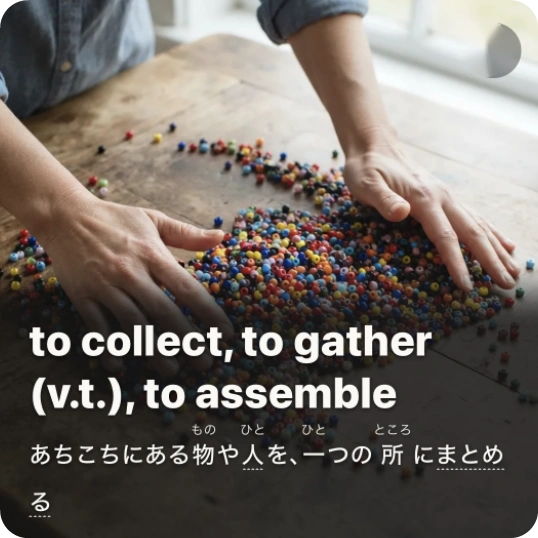 to collect, to gather
(v.t.), to assemble
もの ひと ひと ところ
あちこちにある物や人を、一つの 所 にまとめ
る